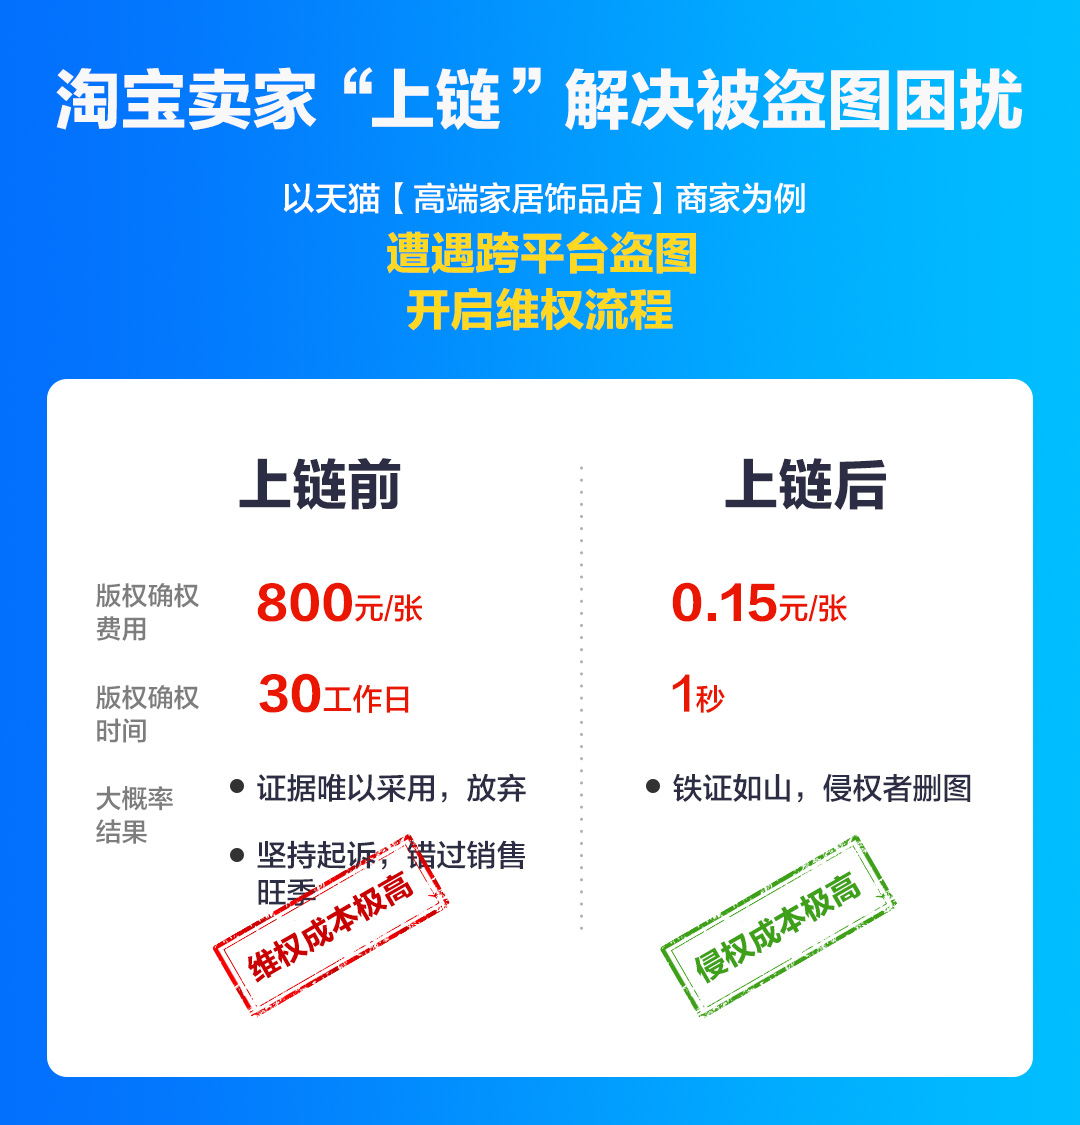 淘宝卖家“上链”解决被盗图困扰
以天猫【高端家居饰品店】商家为例
遭遇跨平台盗图
开启维权流程
上链前
上链后
版权确权
费用
800元/张
0.15元/张
版权确权
时间
30工作日
1秒
大概率
结果
● 证据唯以采用，放弃
● 坚持起诉，错过销售
旺季
● 铁证如山，侵权者删图
维权成本极高
侵权成本极高